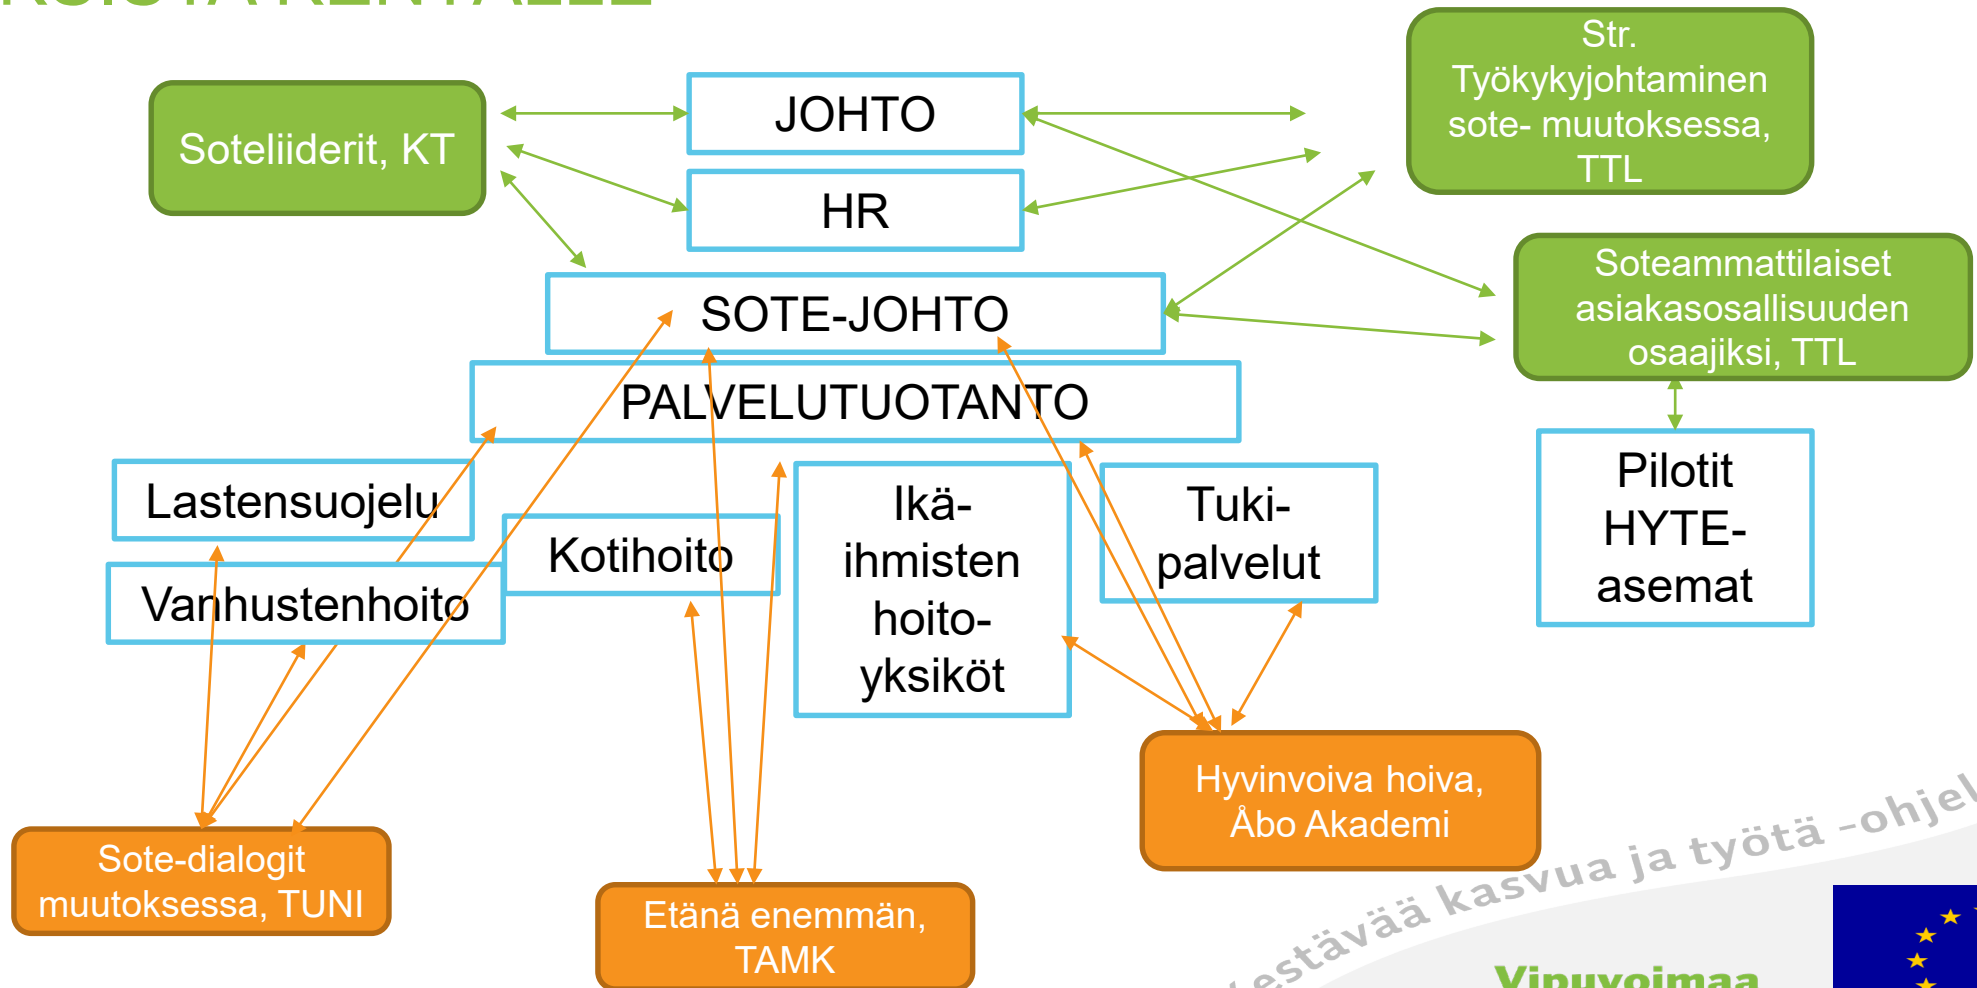 JOHTO
Soteliiderit, KT
HR
Str.
Työkykyjohtaminen
sote- muutoksessa,
TTL
SOTE-JOHTO
Soteammattilaiset
asiakasosallisuuden
osaajiksi, TTL
PALVELUTUOTANTO
Lastensuojelu
Vanhustenhoito
Kotihoito
Ikä-
ihmisten
hoito-
yksiköt
Tuki-
palvelut
Pilotit
HYTE-
asemat
Sote-dialogit
muutoksessa, TUNI
Etänä enemmän,
TAMK
Hyvinvoiva hoiva,
Åbo Akademi
kasvua ja työtä
Vipuvoimaa